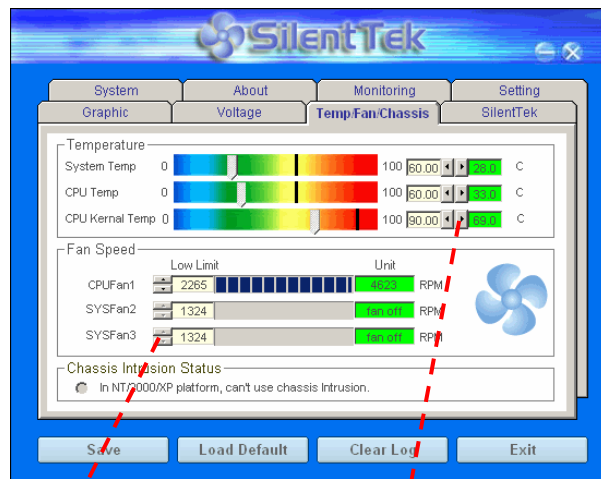 SilentTek
System About Monitoring Setting
Graphic Voltage Temp/Fan/Chassis SilentTek
Temperature
System Temp 0 100 60.00 28.0 C
CPU Temp 0 100 60.00 33.0 C
CPU Kernal Temp 0 100 90.00 69.0 C
Fan Speed
Low Limit Unit
CPUFan1 2265 4623 RPM
SYSFan2 1324 fan off RPM
SYSFan3 1324 fan off RPM
Chassis Intrusion Status
In NT/2000/XP platform, can't use chassis Intrusion.
Save Load Default Clear Log Exit